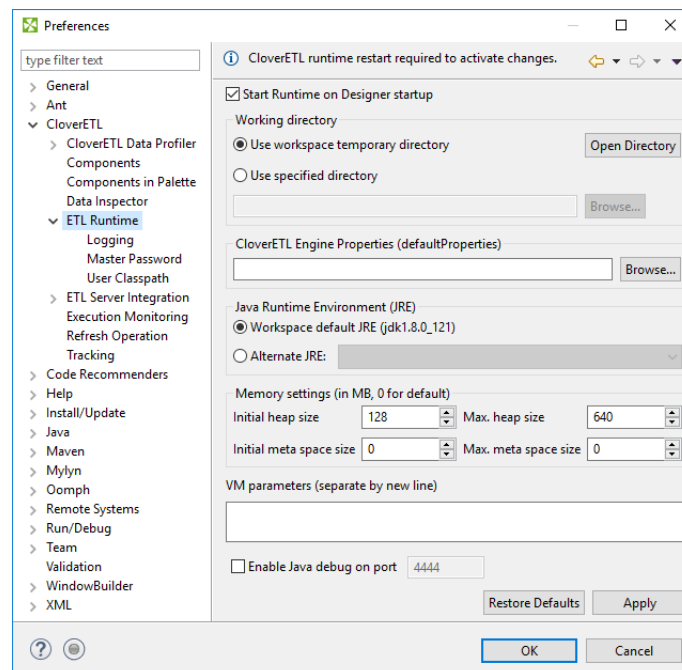 Preferences
type filter text
General
Ant
CloverETL
CloverETL Data Profiler
Components
Components in Palette
Data Inspector
ETL Runtime
Logging
Master Password
User Classpath
ETL Server Integration
Execution Monitoring
Refresh Operation
Tracking
Code Recommenders
Help
Install/Update
Java
Maven
Mylyn
Oomph
Remote Systems
Run/Debug
Team
Validation
WindowBuilder
XML
CloverETL runtime restart required to activate changes.
Start Runtime on Designer startup
Working directory
Use workspace temporary directory Open Directory
Use specified directory
Browse...
CloverETL Engine Properties (defaultProperties)
Browse...
Java Runtime Environment (JRE)
Workspace default JRE (jdk1.8.0_121)
Alternate JRE:
Memory settings (in MB, 0 for default)
Initial heap size 128 Max. heap size 640
Initial meta space size 0 Max. meta space size 0
VM parameters (separate by new line)
Enable Java debug on port 4444
Restore Defaults Apply
OK Cancel